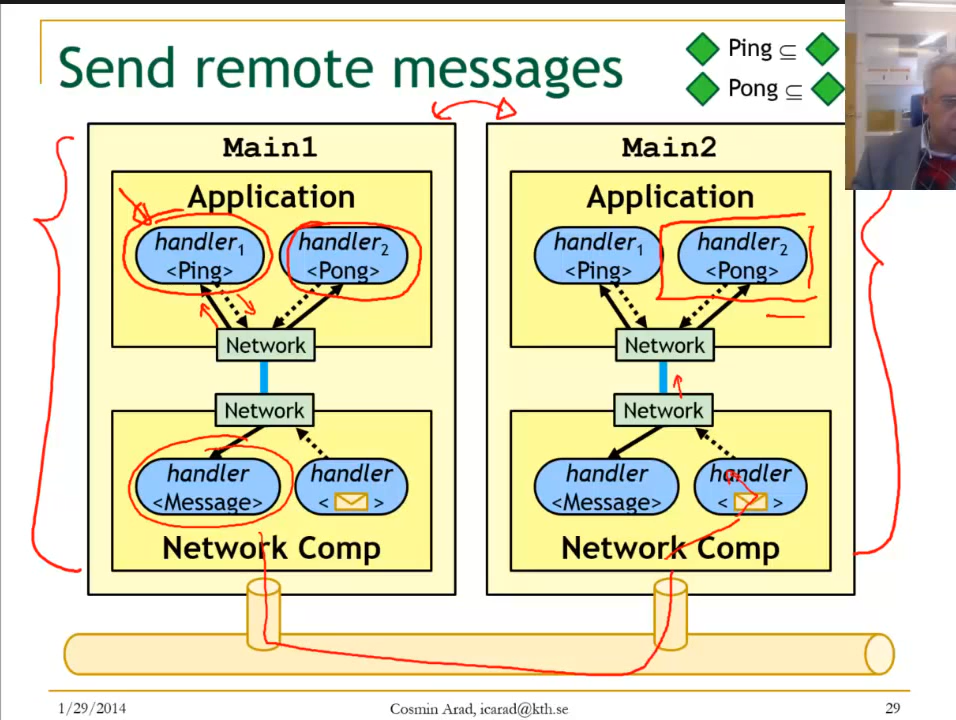 Send remote messages
Ping ⊆
Pong ⊆
Main1
Application
handler1
<Ping>
handler2
<Pong>
Network
Network
handler
<Message>
handler
< >
Network Comp
Main2
Application
handler1
<Ping>
handler2
<Pong>
Network
Network
handler
<Message>
handler
< >
Network Comp
1/29/2014
Cosmin Arad, icarad@kth.se
29